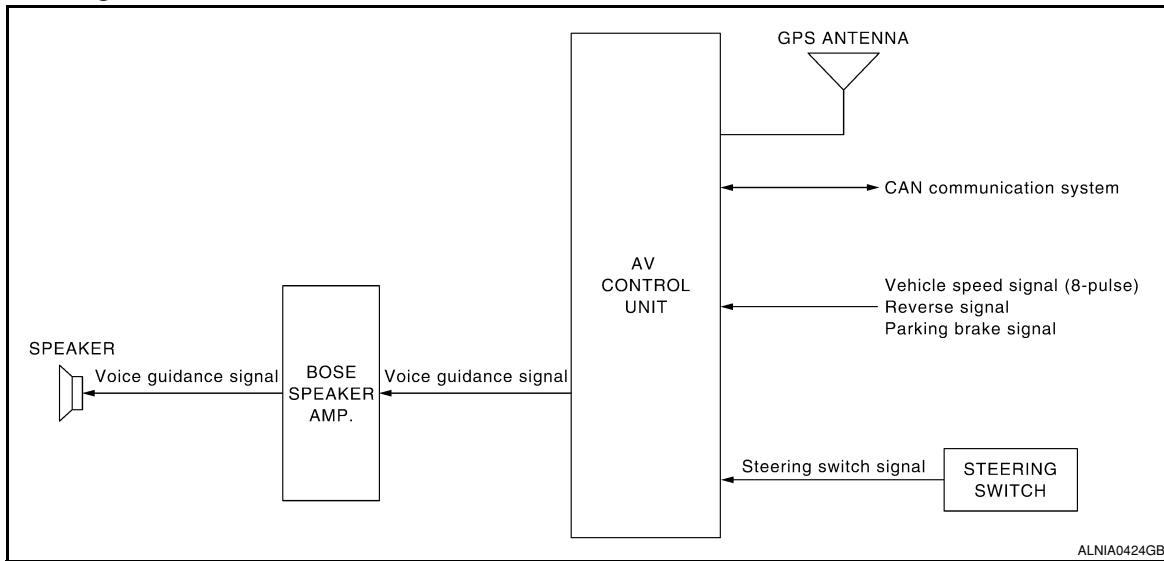 GPS ANTENNA
CAN communication system
AV
CONTROL
UNIT
Vehicle speed signal (8-pulse)
Reverse signal
Parking brake signal
SPEAKER
Voice guidance signal
BOSE
SPEAKER
AMP.
Voice guidance signal
Steering switch signal
STEERING
SWITCH
ALNIA0424GB